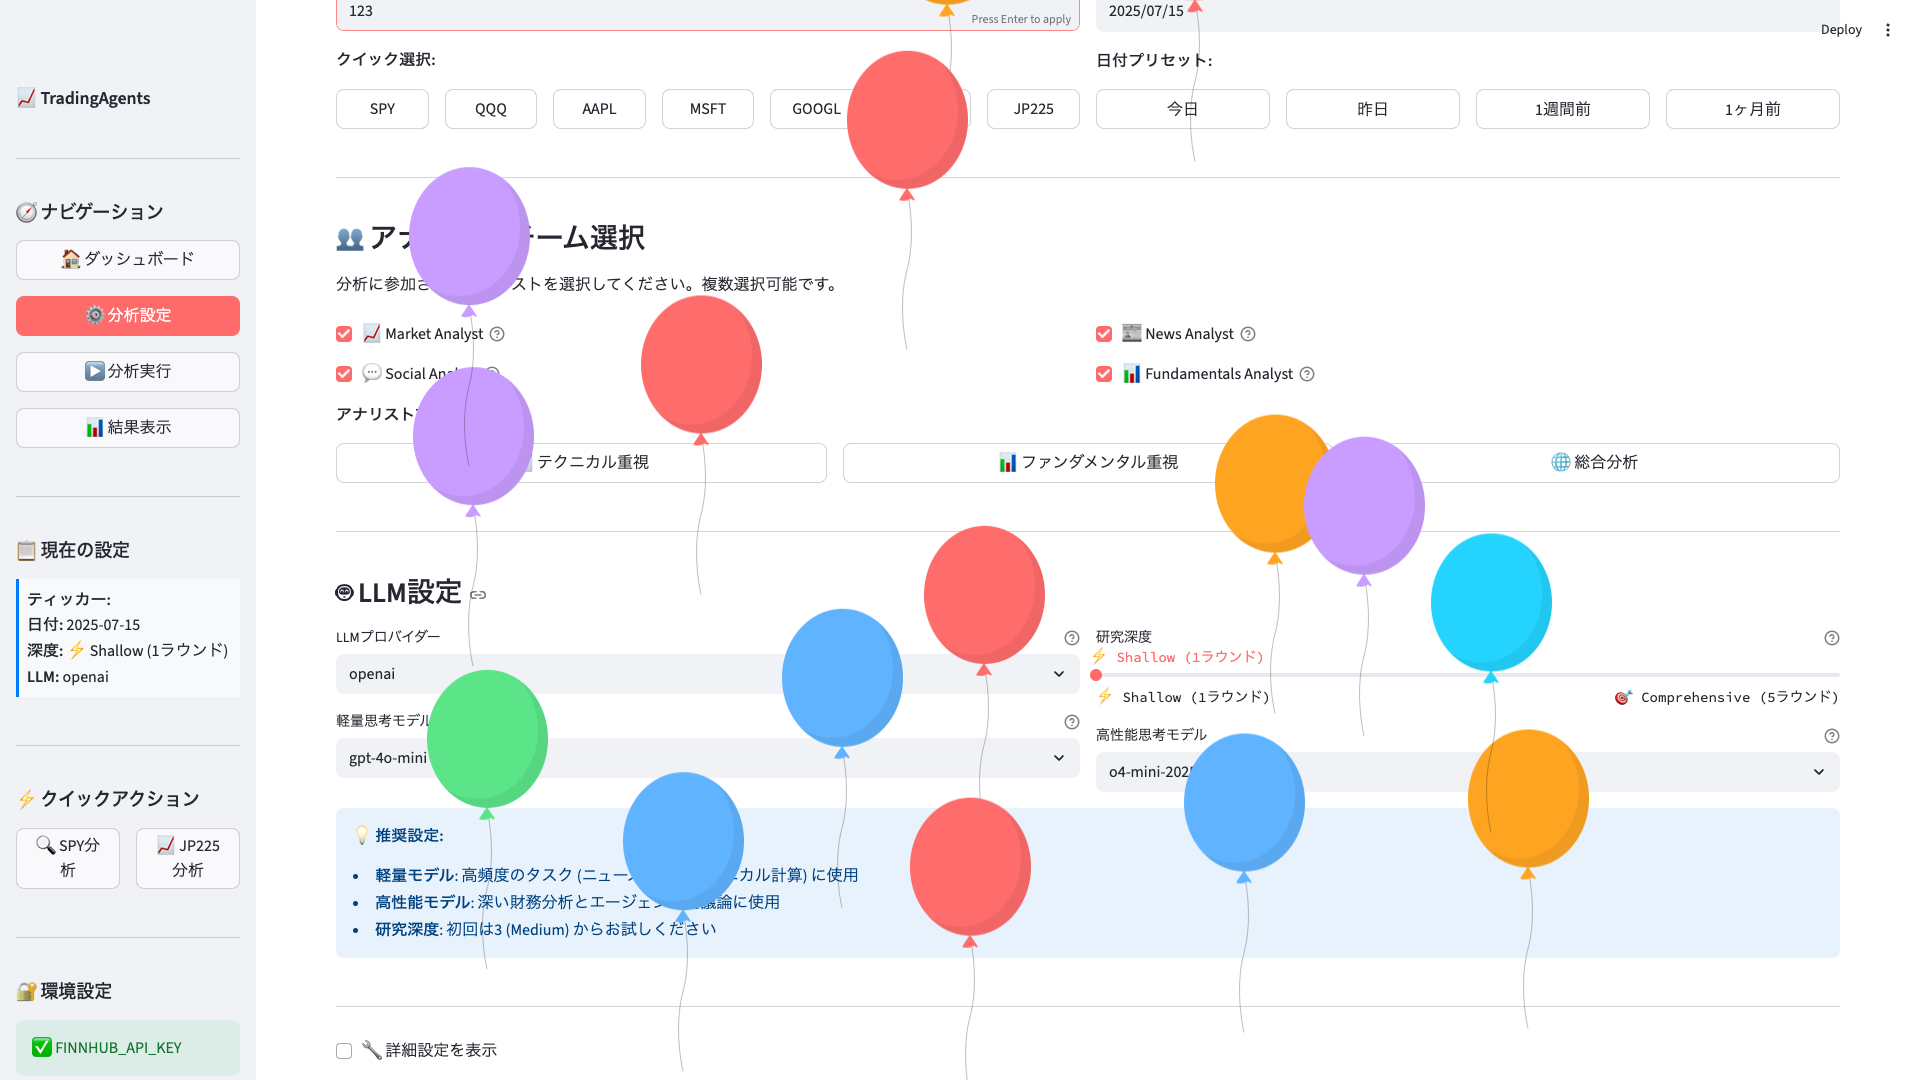 TradingAgents
ナビゲーション
ダッシュボード
分析設定
分析実行
結果表示
現在の設定
ティッカー:
日付: 2025-07-15
深度: ⚡ Shallow (1ラウンド)
LLM: openai
クイックアクション
SPY分析
JP225分析
環境設定
FINNHUB_API_KEY
Deploy
123
Press Enter to apply
2025/07/15
クイック選択:
SPY
QQQ
AAPL
MSFT
GOOGL
JP225
日付プリセット:
今日
昨日
1週間前
1ヶ月前
ーム選択
分析に参加 ストを選択してください。複数選択可能です。
Market Analyst
News Analyst
Social
Fundamentals Analyst
アナリスト
テクニカル重視
ファンダメンタル重視
総合分析
LLM設定
LLMプロバイダー
openai
研究深度
⚡ Shallow (1ラウンド)
⚡ Shallow (1ラウンド)
Comprehensive (5ラウンド)
軽量思考モデル
gpt-4o-mini
高性能思考モデル
o4-mini-202
推奨設定:
• 軽量モデル: 高頻度のタスク (ニュー カル計算) に使用
• 高性能モデル: 深い財務分析とエージェ 議論に使用
• 研究深度: 初回は3 (Medium) からお試しください
詳細設定を表示